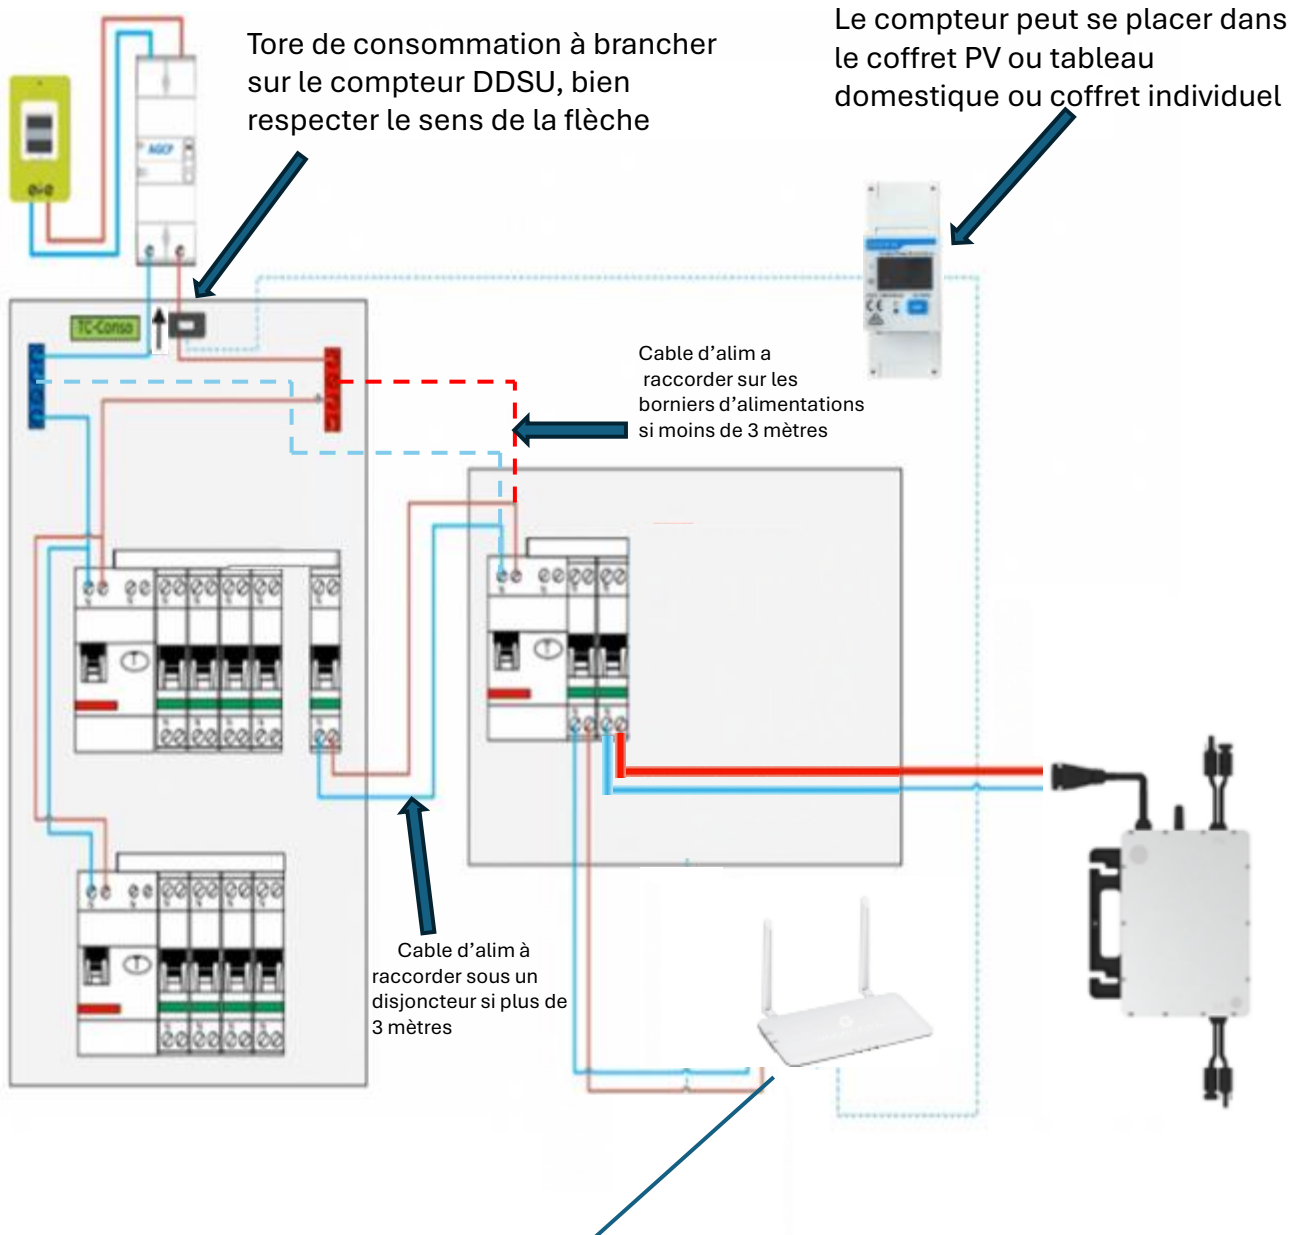 Tore de consommation à brancher
sur le compteur DDSU, bien
respecter le sens de la flèche
Le compteur peut se placer dans
le coffret PV ou tableau
domestique ou coffret individuel
AGCP
TC-Conso
Cable d'alim a
raccorder sur les
borniers d'alimentations
si moins de 3 mètres
Cable d'alim à
raccorder sous un
disjoncteur si plus de
3 mètres